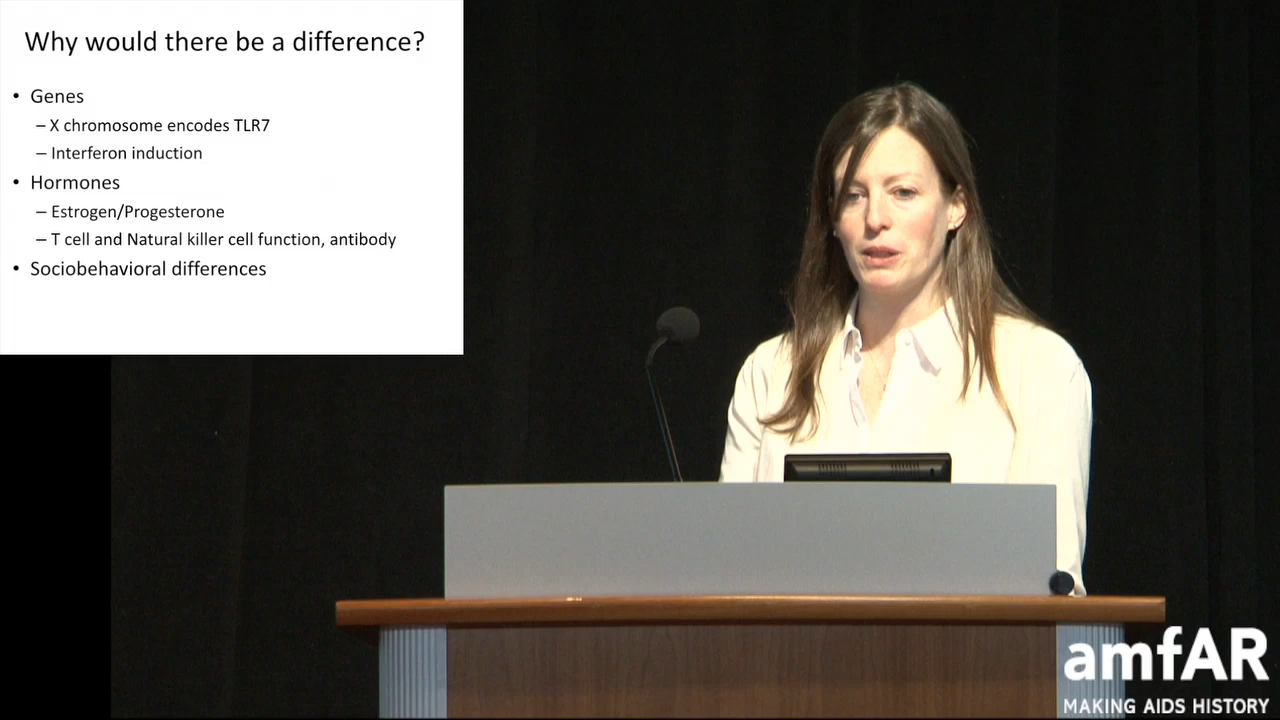 Why would there be a difference?
• Genes
– X chromosome encodes TLR7
– Interferon induction
• Hormones
– Estrogen/Progesterone
– T cell and Natural killer cell function, antibody
• Sociobehavioral differences
amfAR
MAKING AIDS HISTORY